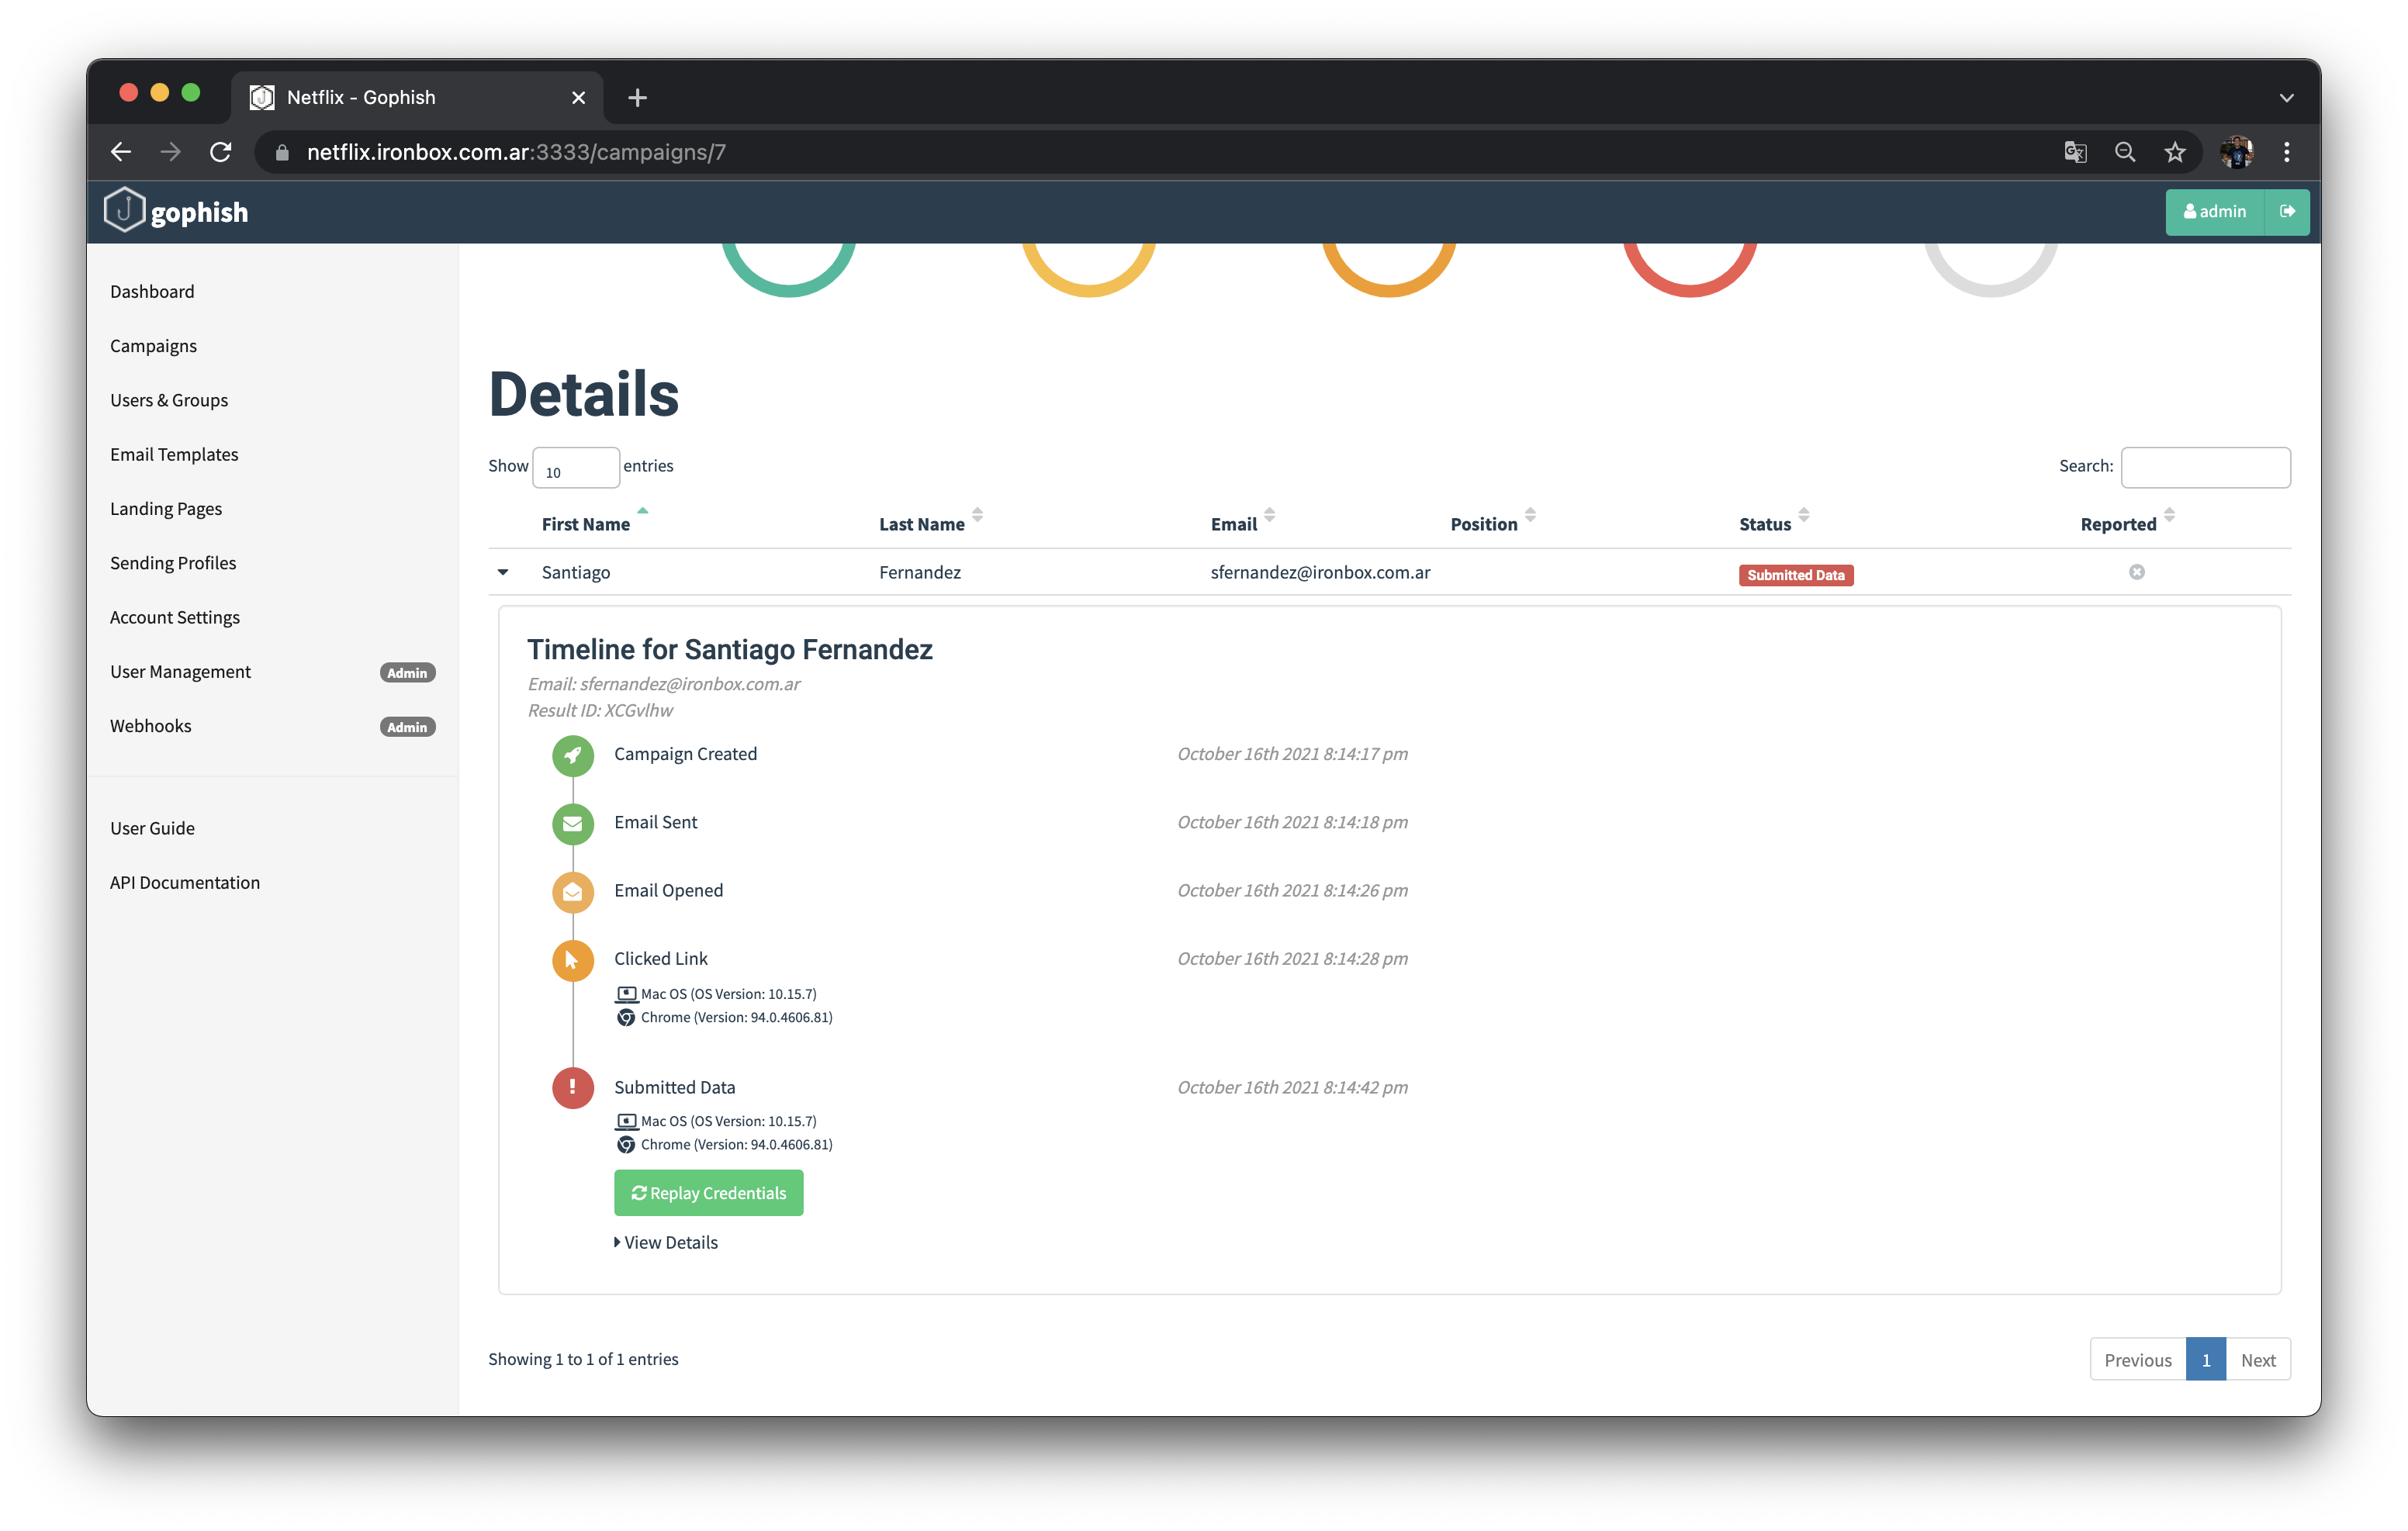 Netflix - Gophish
netflix.ironbox.com.ar:3333/campaigns/7
gophish
admin
Dashboard
Campaigns
Users & Groups
Email Templates
Landing Pages
Sending Profiles
Account Settings
User Management Admin
Webhooks Admin
User Guide
API Documentation
Details
Show 10 entries
Search:
First Name Last Name Email Position Status Reported
Santiago Fernandez sfernandez@ironbox.com.ar Submitted Data
Timeline for Santiago Fernandez
Email: sfernandez@ironbox.com.ar
Result ID: XCGvlhw
Campaign Created October 16th 2021 8:14:17 pm
Email Sent October 16th 2021 8:14:18 pm
Email Opened October 16th 2021 8:14:26 pm
Clicked Link October 16th 2021 8:14:28 pm
Mac OS (OS Version: 10.15.7)
Chrome (Version: 94.0.4606.81)
Submitted Data October 16th 2021 8:14:42 pm
Mac OS (OS Version: 10.15.7)
Chrome (Version: 94.0.4606.81)
Replay Credentials
View Details
Showing 1 to 1 of 1 entries
Previous 1 Next